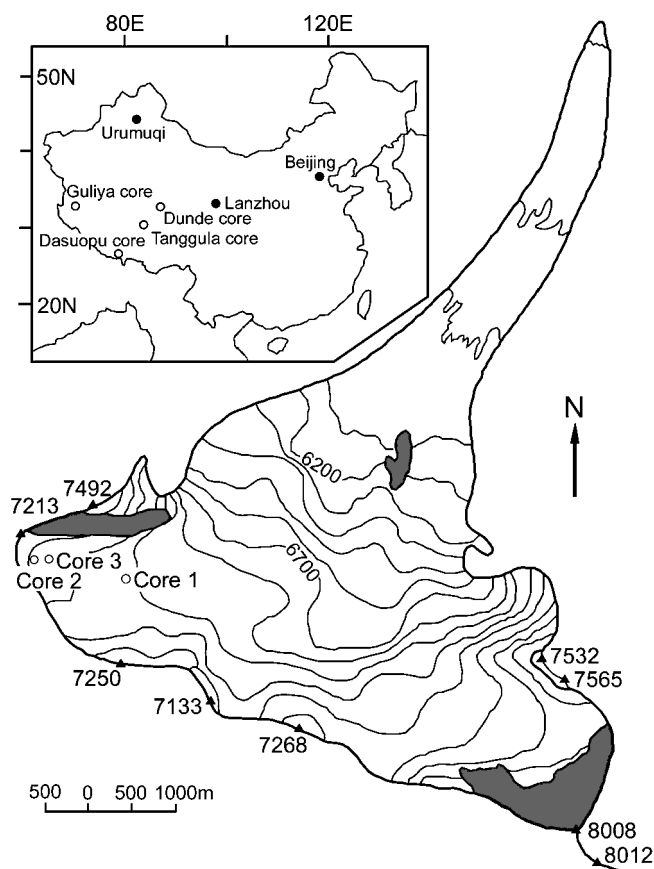 80E 120E
50N
Urumuqi
Beijing
Guliya core
Lanzhou
Dunde core
Dasuopu core Tanggula core
20N
N
6200
7492
7213
6700
Core 3
Core 2 Core 1
7532
7250 7565
7133
7268
500 0 500 1000m
8008
8012